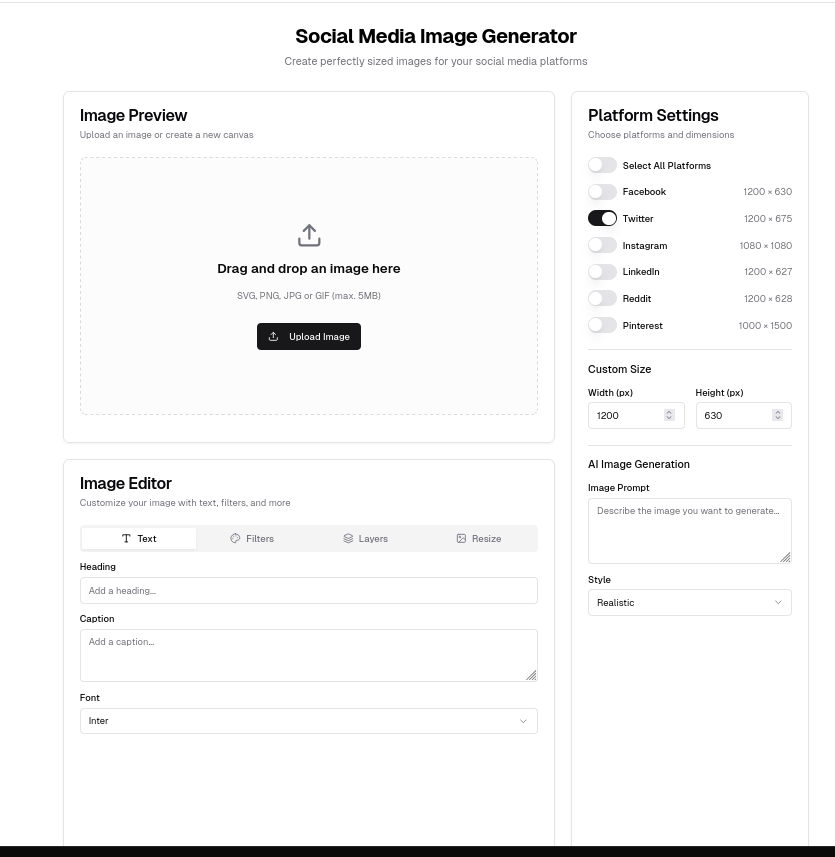 Social Media Image Generator
Create perfectly sized images for your social media platforms
Image Preview
Upload an image or create a new canvas
Drag and drop an image here
SVG, PNG, JPG or GIF (max. 5MB)
Upload Image
Image Editor
Customize your image with text, filters, and more
Text Filters Layers Resize
Heading
Add a heading...
Caption
Add a caption...
Font
Inter
Platform Settings
Choose platforms and dimensions
Select All Platforms
Facebook 1200 × 630
Twitter 1200 × 675
Instagram 1080 × 1080
LinkedIn 1200 × 627
Reddit 1200 × 628
Pinterest 1000 × 1500
Custom Size
Width (px) Height (px)
1200 630
AI Image Generation
Image Prompt
Describe the image you want to generate...
Style
Realistic